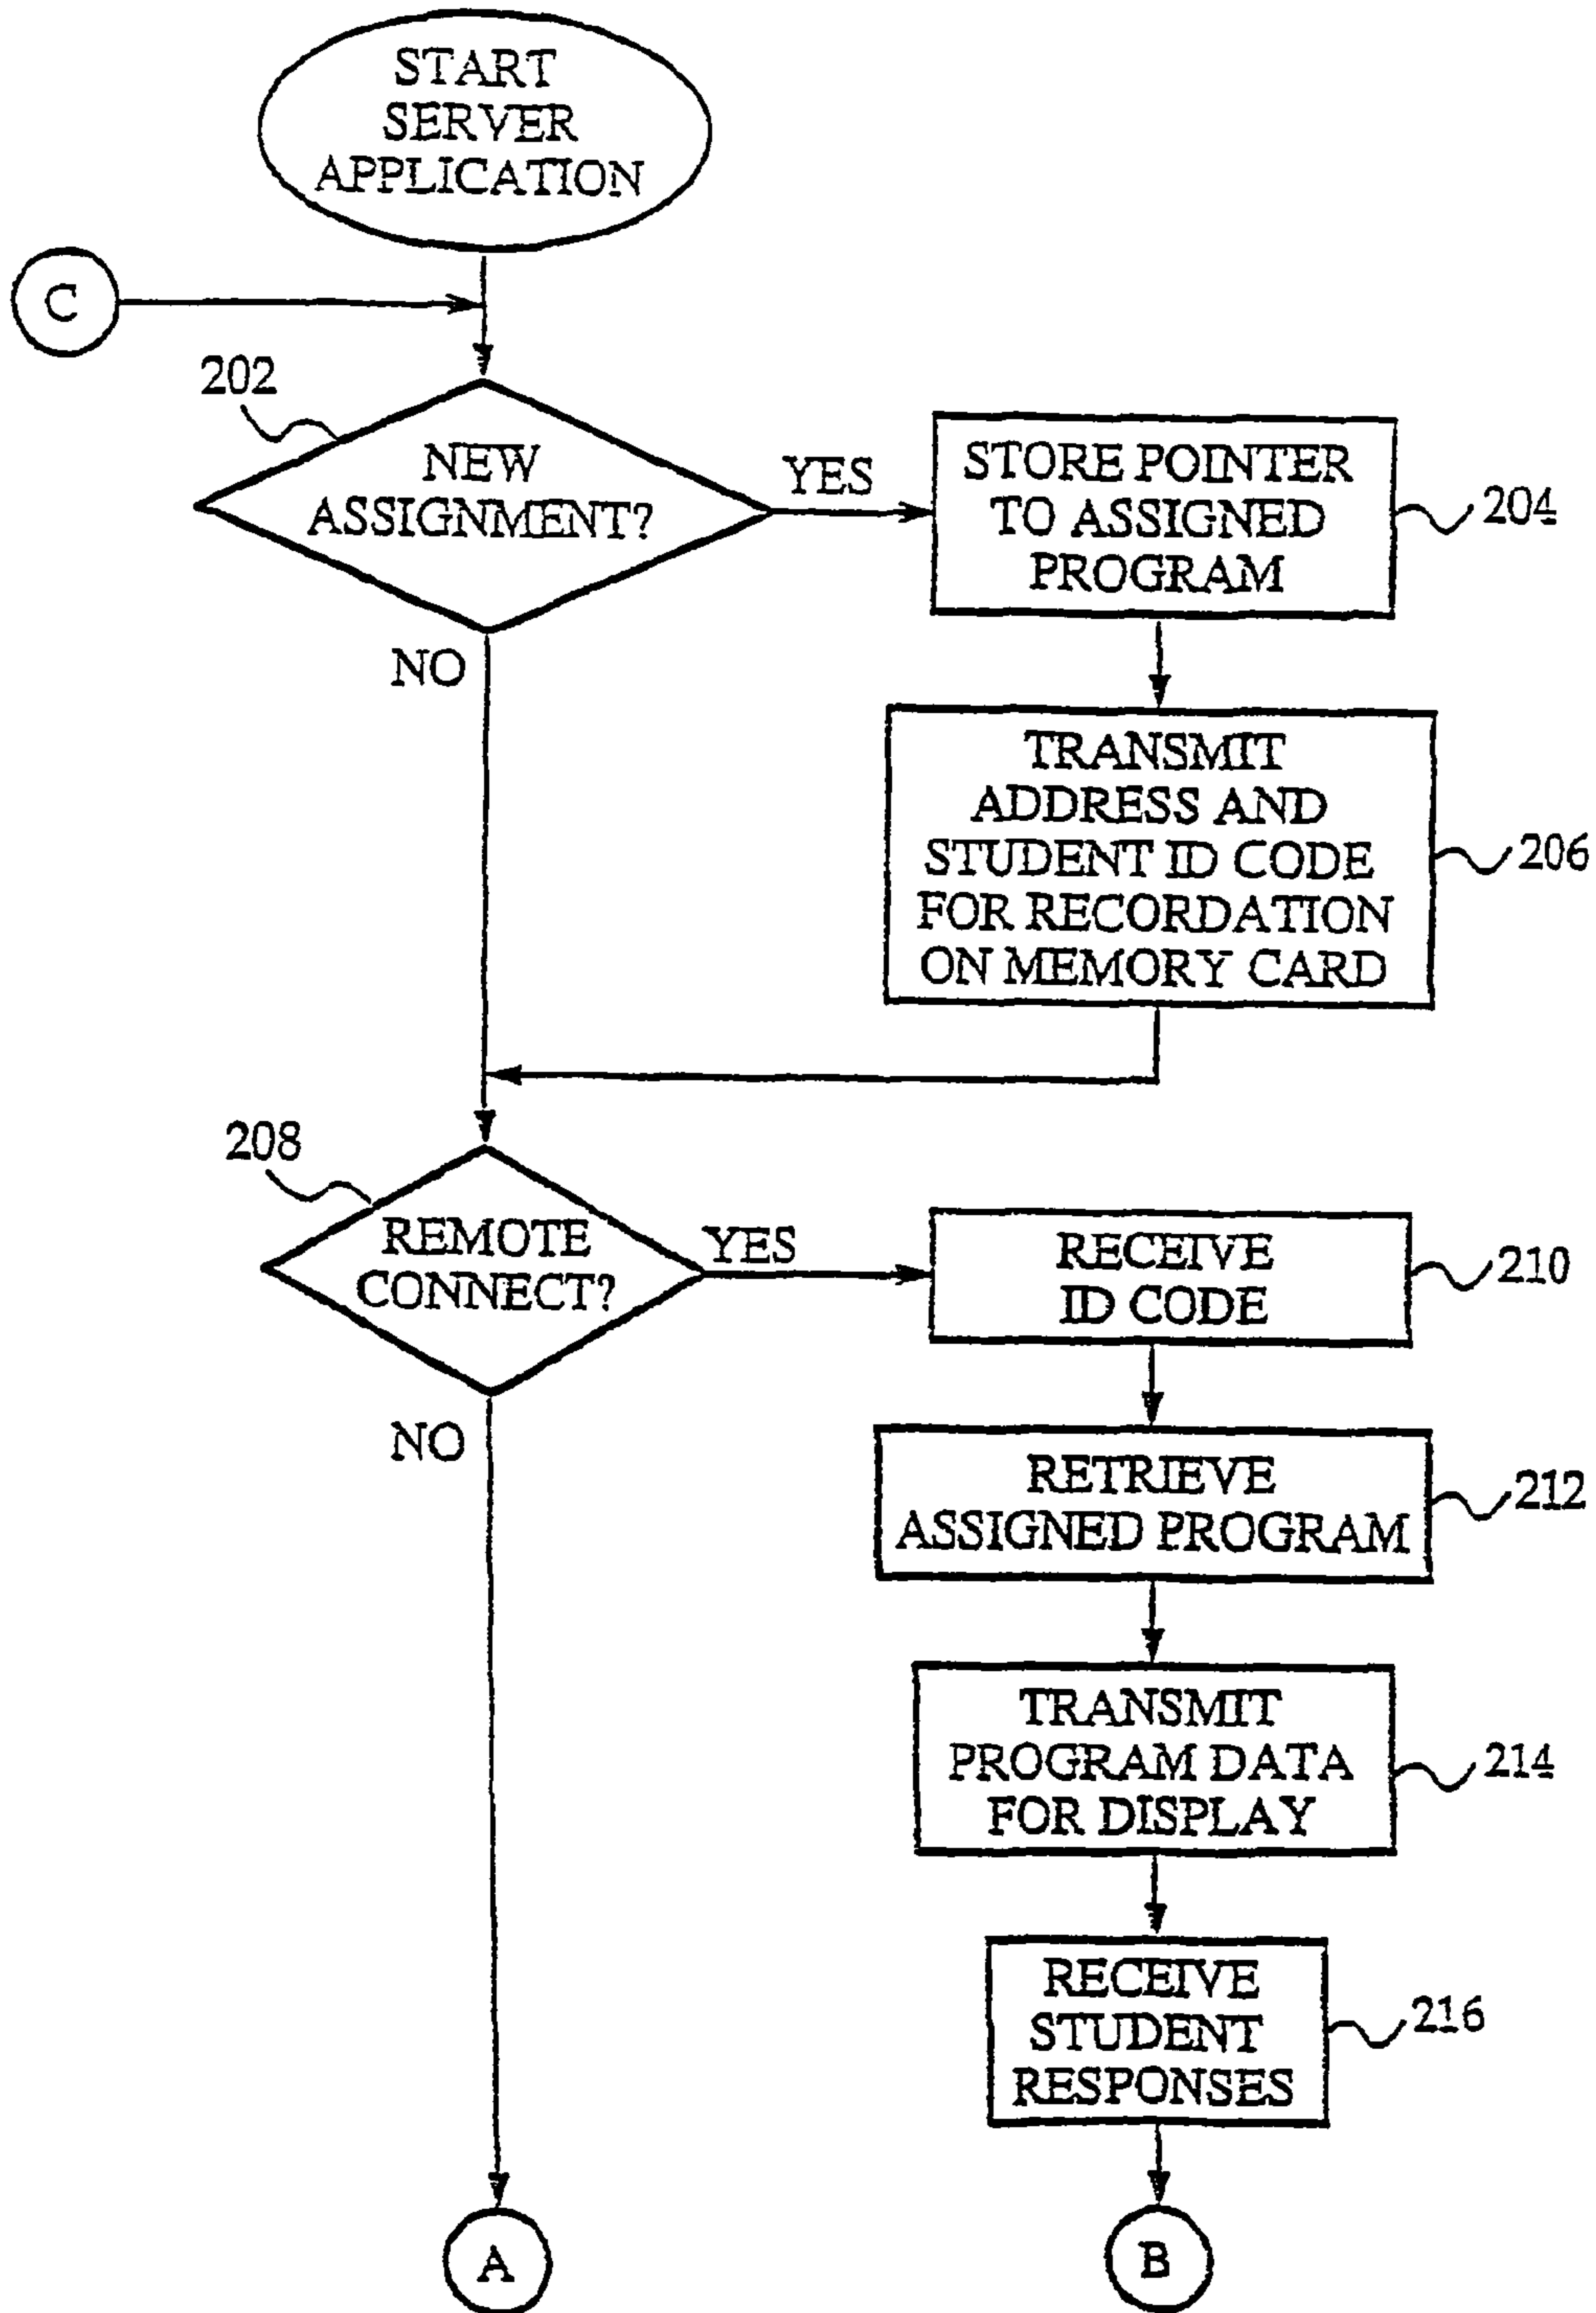 START
SERVER
APPLICATION
C
202
NEW
ASSIGNMENT?
YES
STORE POINTER
TO ASSIGNED
PROGRAM
204
NO
TRANSMIT
ADDRESS AND
STUDENT ID CODE
FOR RECORDATION
ON MEMORY CARD
206
208
REMOTE
CONNECT?
YES
RECEIVE
ID CODE
210
NO
RETRIEVE
ASSIGNED PROGRAM
212
TRANSMIT
PROGRAM DATA
FOR DISPLAY
214
RECEIVE
STUDENT
RESPONSES
216
A
B